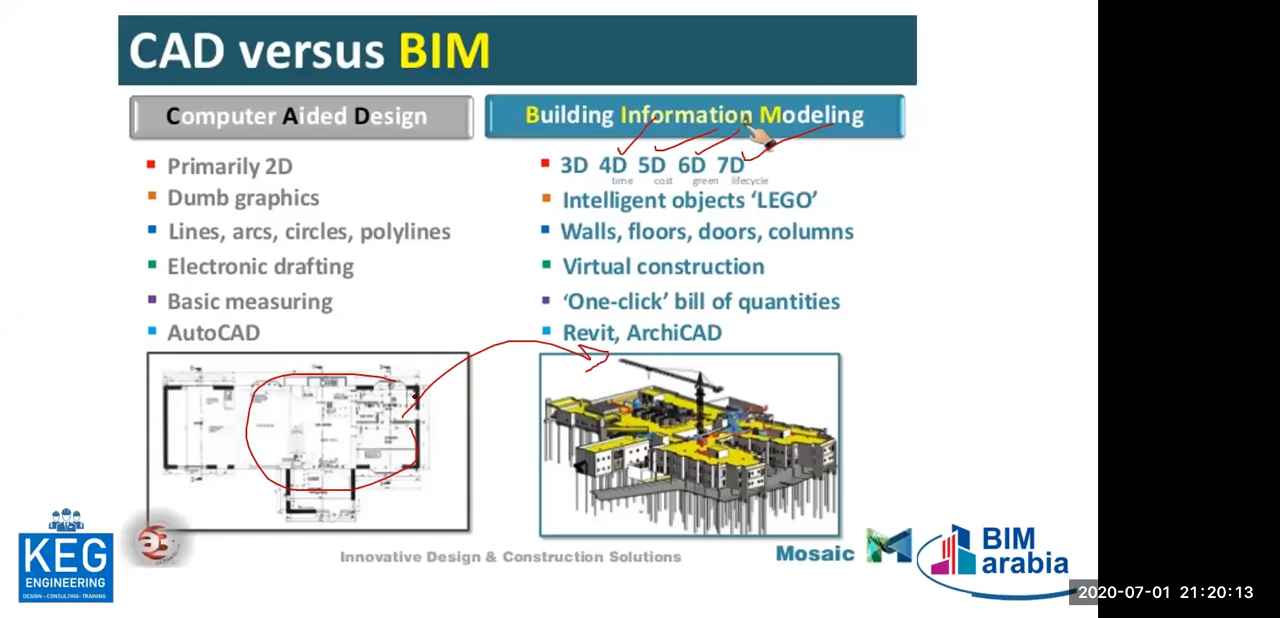 CAD versus BIM
Computer Aided Design
Building Information Modeling
Primarily 2D
Dumb graphics
Lines, arcs, circles, polylines
Electronic drafting
Basic measuring
AutoCAD
3D 4D 5D 6D 7D
time cost green lifecycle
Intelligent objects ‘LEGO’
Walls, floors, doors, columns
Virtual construction
‘One-click’ bill of quantities
Revit, ArchiCAD
KEG
ENGINEERING
DESIGN-CONSULTING-TRAINING
Innovative Design & Construction Solutions
Mosaic
BIM
arabia
2020-07-01 21:20:13